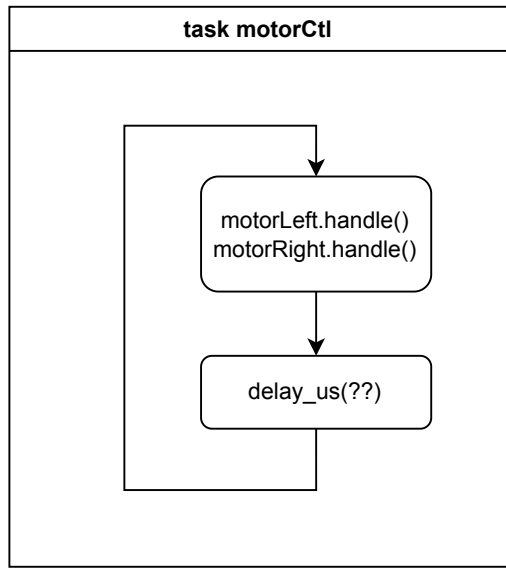 task motorCtl
motorLeft.handle()
motorRight.handle()
delay_us(??)